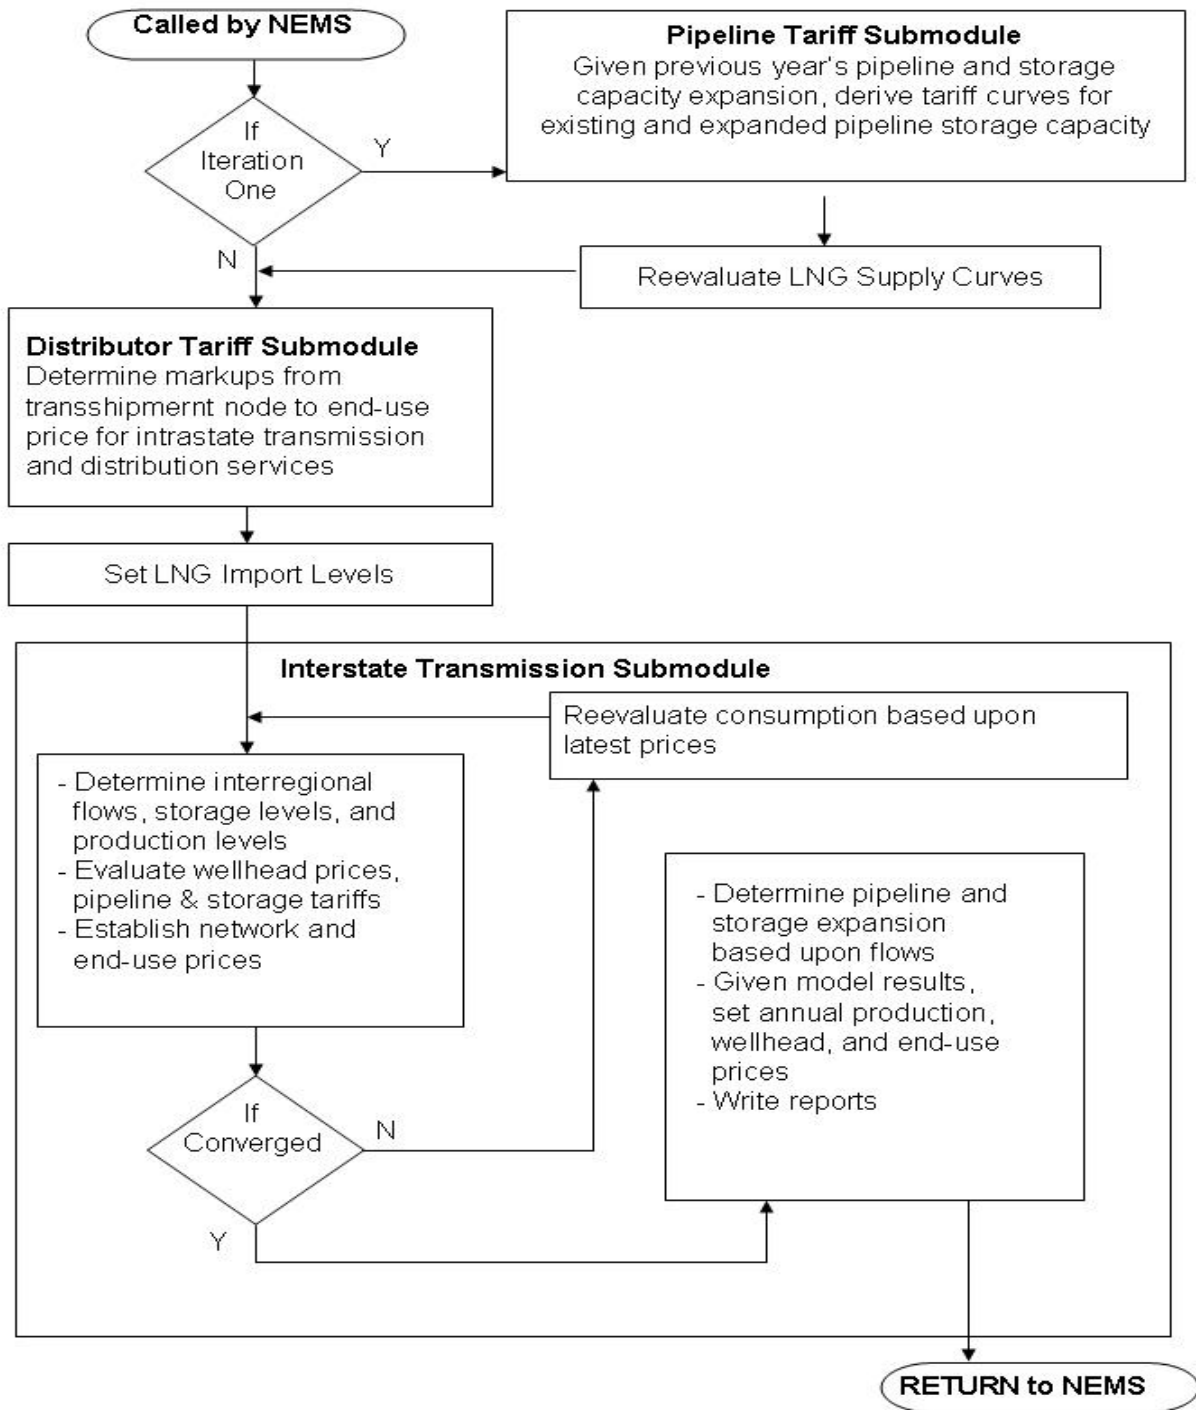 Called by NEMS
Pipeline Tariff Submodule
Given previous year's pipeline and storage
capacity expansion, derive tariff curves for
existing and expanded pipeline storage capacity
If
Iteration
One
Y
N
Reevaluate LNG Supply Curves
Distributor Tariff Submodule
Determine markups from
transshipmernt node to end-use
price for intrastate transmission
and distribution services
Set LNG Import Levels
Interstate Transmission Submodule
Reevaluate consumption based upon
latest prices
- Determine interregional
flows, storage levels, and
production levels
- Evaluate wellhead prices,
pipeline & storage tariffs
- Establish network and
end-use prices
- Determine pipeline and
storage expansion
based upon flows
- Given model results,
set annual production,
wellhead, and end-use
prices
- Write reports
If
Converged
N
Y
RETURN to NEMS